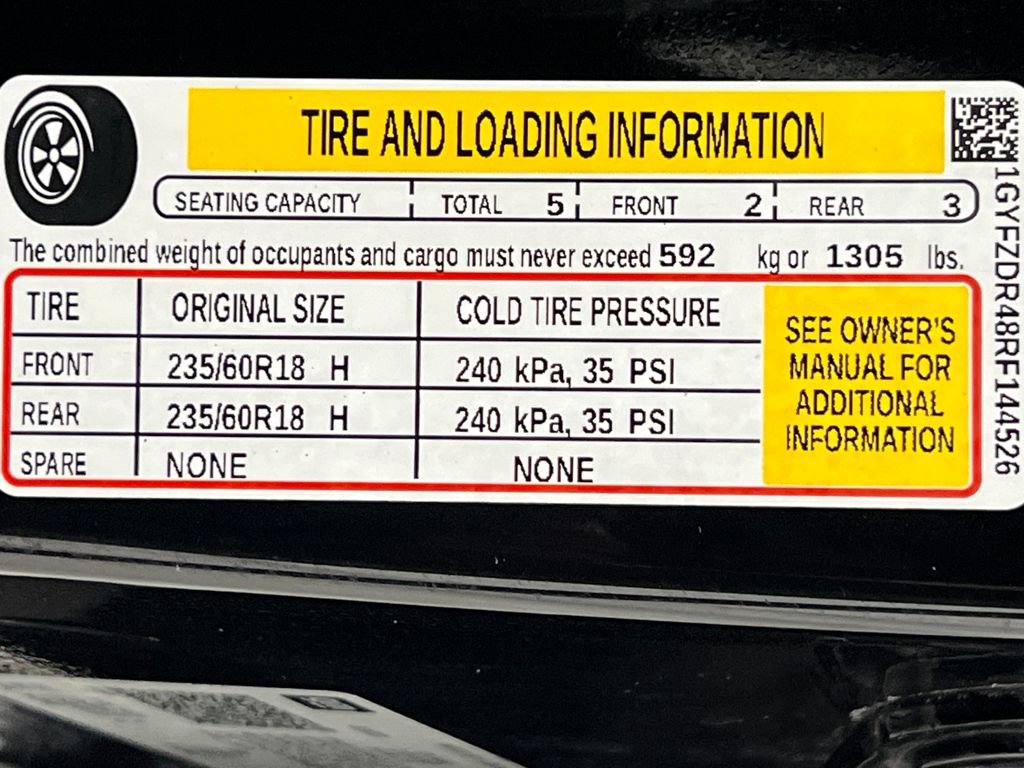 TIRE AND LOADING INFORMATION
SEATING CAPACITY TOTAL 5 FRONT 2 REAR 3
The combined weight of occupants and cargo must never exceed 592 kg or 1305 lbs.
TIRE ORIGINAL SIZE COLD TIRE PRESSURE
FRONT 235/60R18 H 240 kPa, 35 PSI
REAR 235/60R18 H 240 kPa, 35 PSI
SPARE NONE NONE
SEE OWNER'S
MANUAL FOR
ADDITIONAL
INFORMATION
1GYFZDR48RF144526